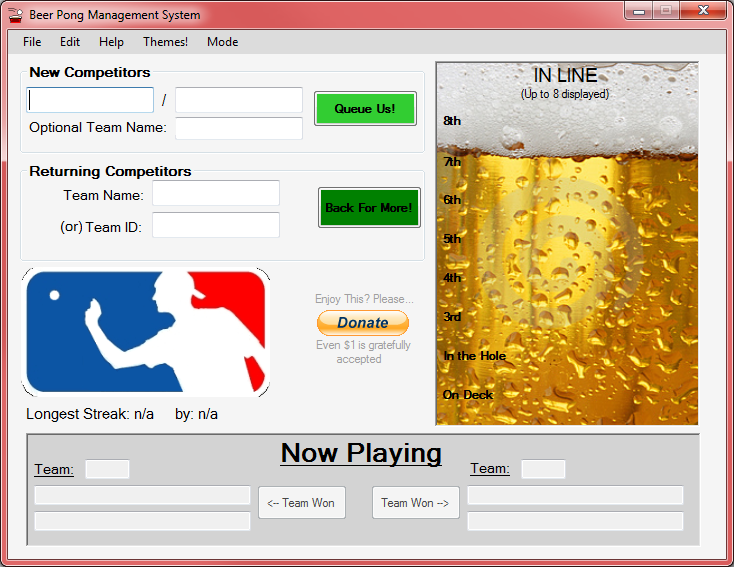 Beer Pong Management System
File Edit Help Themes! Mode
New Competitors
/
Queue Us!
Optional Team Name:
Returning Competitors
Team Name:
(or) Team ID:
Back For More!
Enjoy This? Please...
Donate
Even $1 is gratefully
accepted
Longest Streak: n/a by: n/a
IN LINE
(Up to 8 displayed)
8th
7th
6th
5th
4th
3rd
In the Hole
On Deck
Now Playing
Team:
Team:
<-- Team Won
Team Won -->